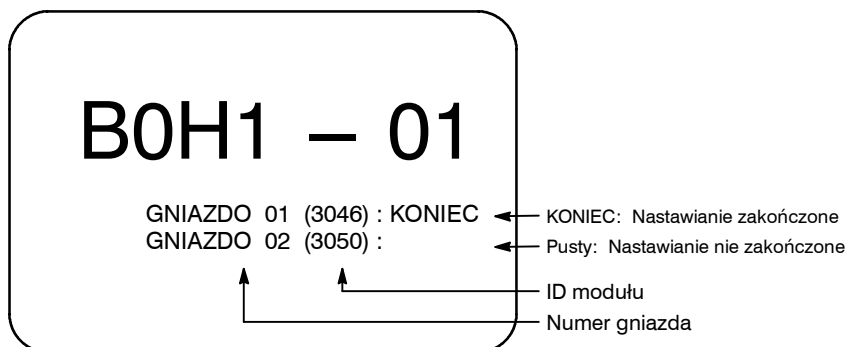 B0H1 – 01
GNIAZDO 01 (3046) : KONIEC
KONIEC: Nastawianie zakończone
GNIAZDO 02 (3050) :
Pusty: Nastawianie nie zakończone
ID modułu
Numer gniazda